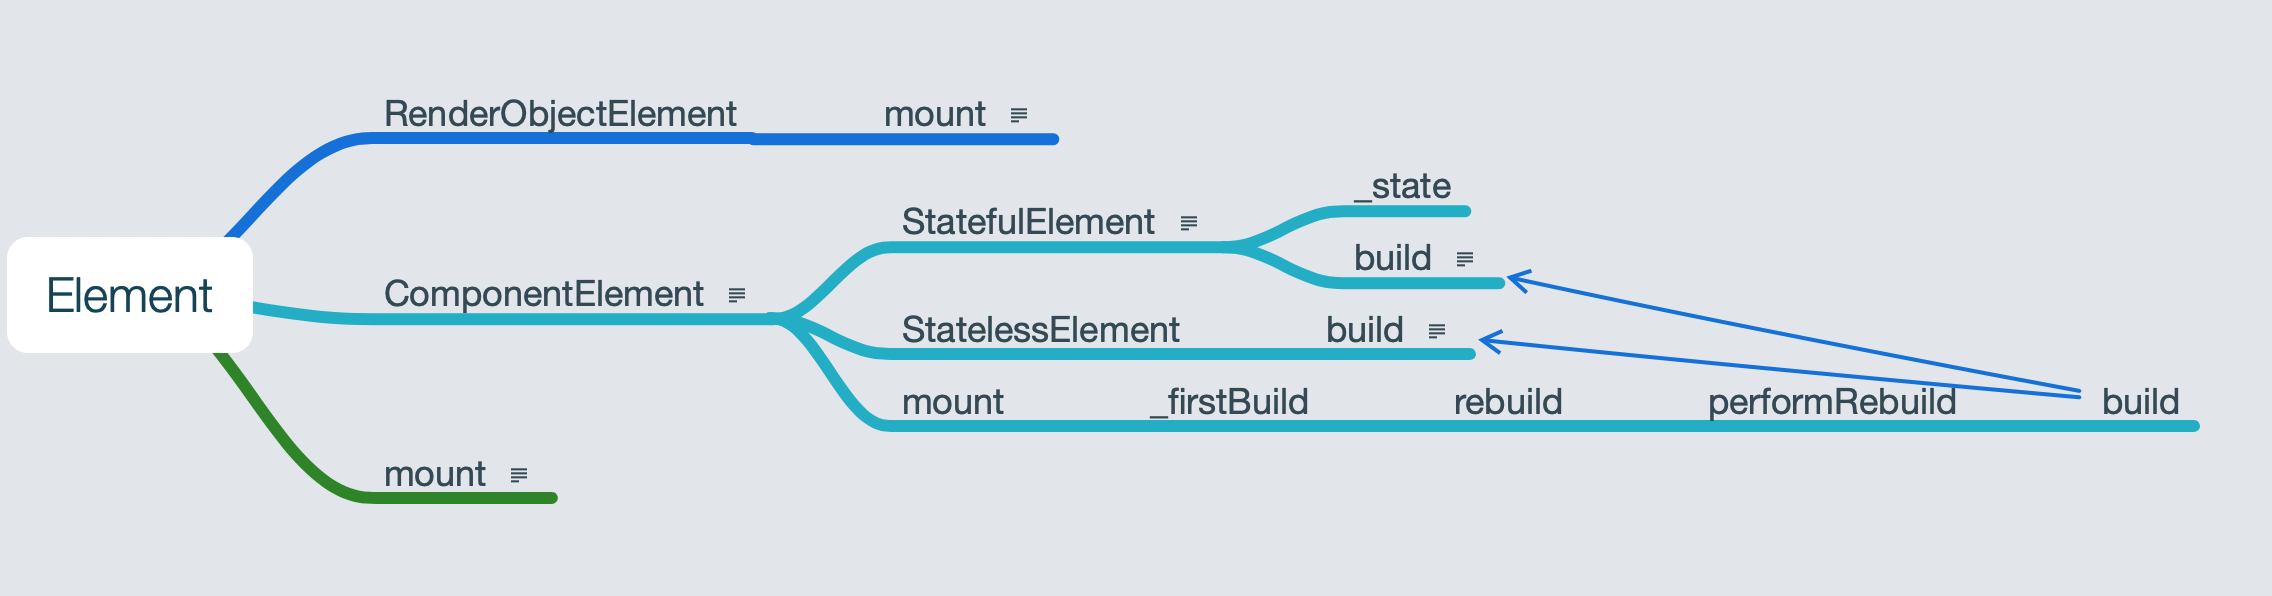 Element
RenderObjectElement
mount
ComponentElement
StatefulElement
_state
build
StatelessElement
build
mount
_firstBuild
rebuild
performRebuild
build
mount